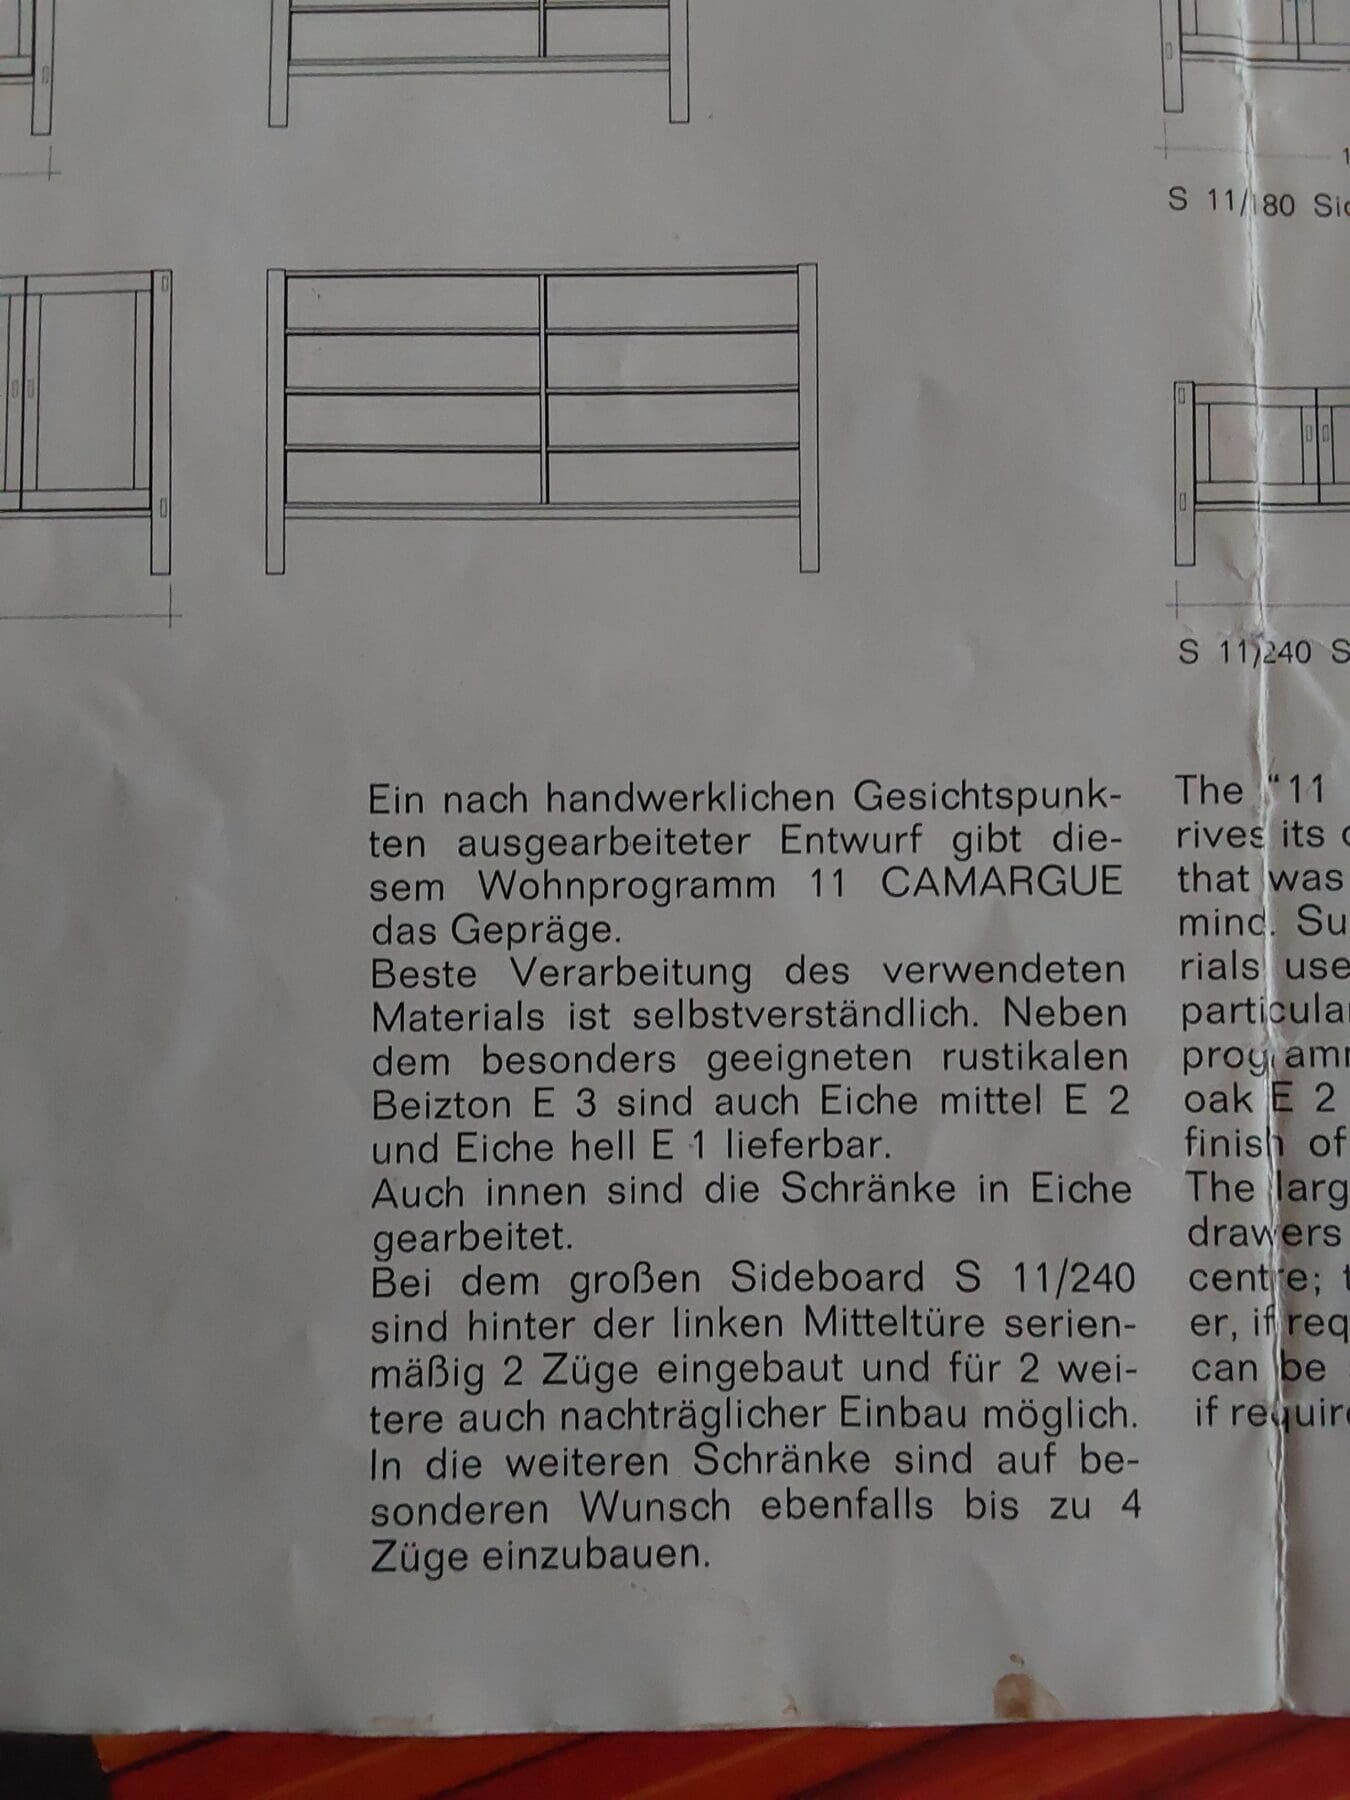 S 11/180
S 11/240 S
Ein nach handwerklichen Gesichtspunk-
ten ausgearbeiteter Entwurf gibt die-
sem Wohnprogramm 11 CAMARGUE
das Gepräge.
Beste Verarbeitung des verwendeten
Materials ist selbstverständlich. Neben
dem besonders geeigneten rustikalen
Beizton E 3 sind auch Eiche mittel E 2
und Eiche hell E 1 lieferbar.
Auch innen sind die Schränke in Eiche
gearbeitet.
Bei dem großen Sideboard S 11/240
sind hinter der linken Mitteltüre serien-
mäßig 2 Züge eingebaut und für 2 wei-
tere auch nachträglicher Einbau möglich.
In die weiteren Schränke sind auf be-
sonderen Wunsch ebenfalls bis zu 4
Züge einzubauen.
The “11
rives its
that was
mind. Su
rials use
particular
programm
oak E 2
finish of
The larg
drawers
centre; t
er, if req
can be
if require